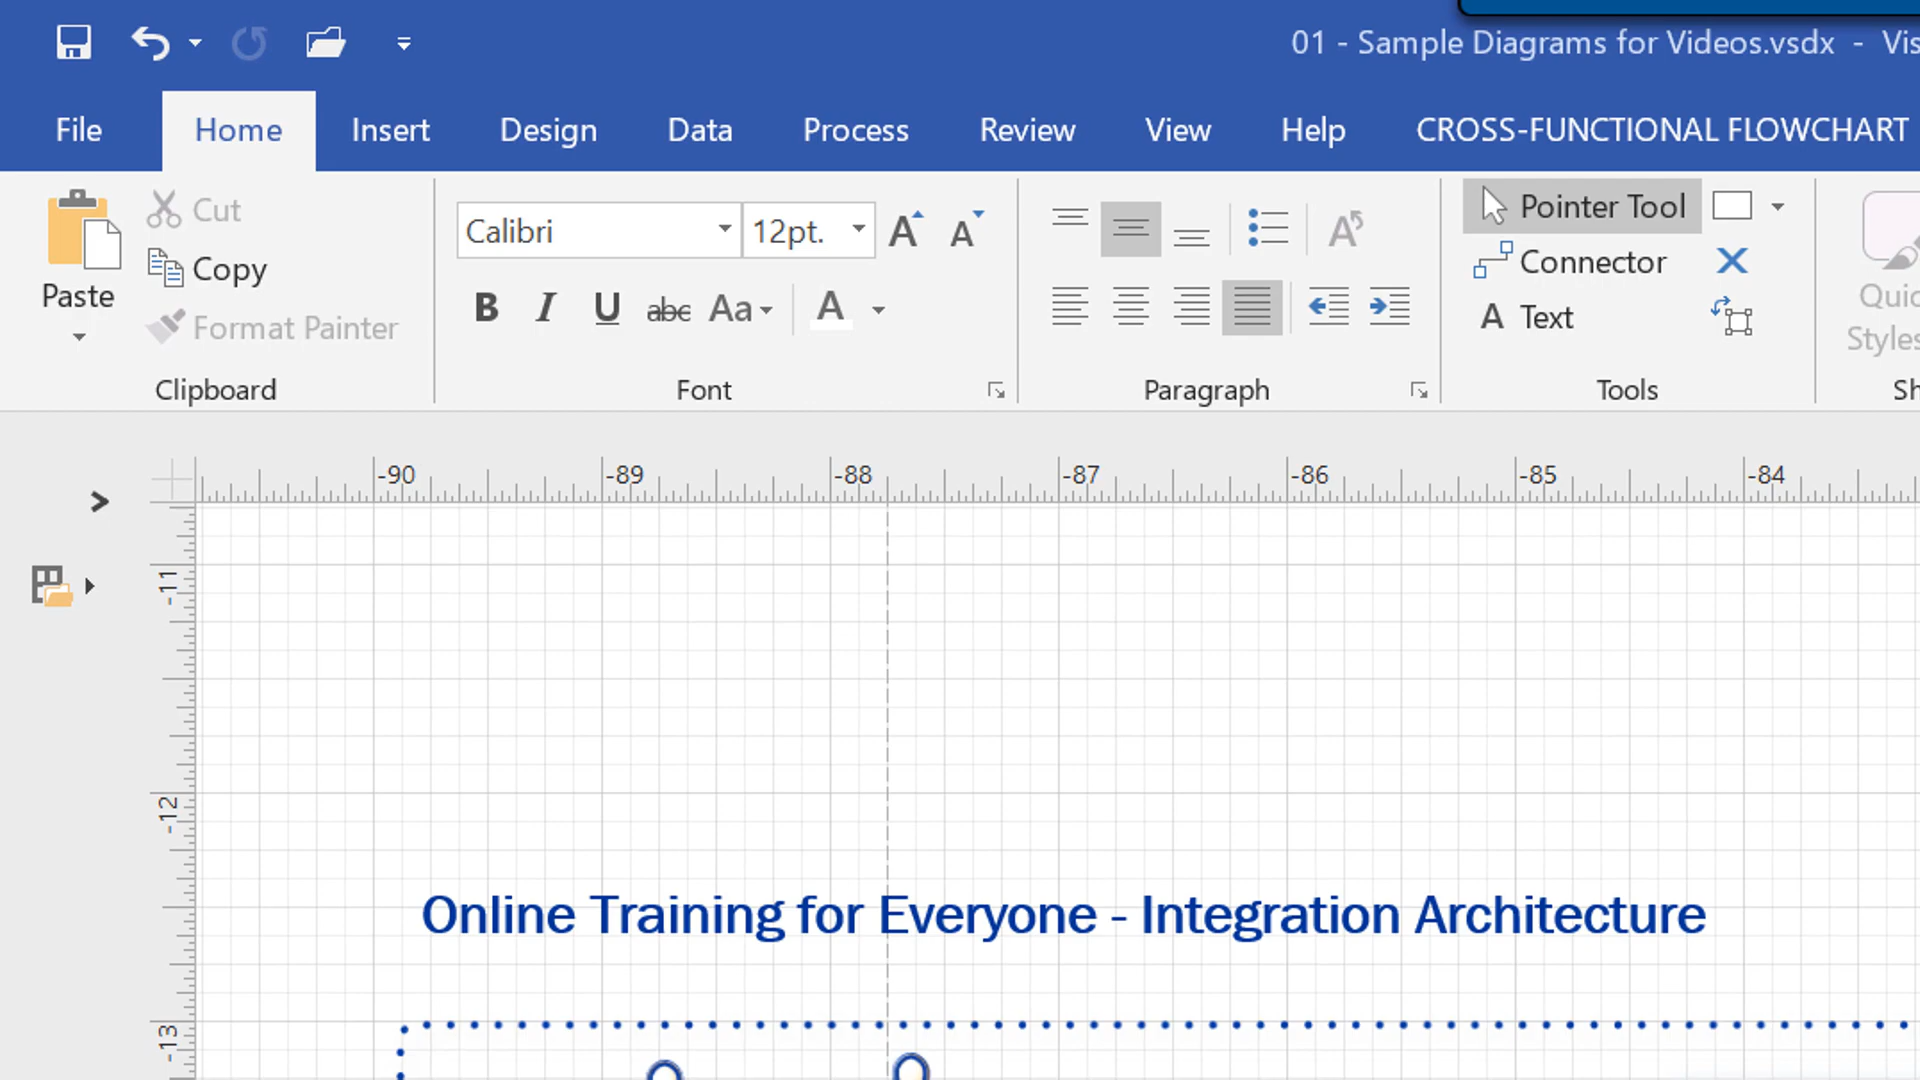 01 - Sample Diagrams for Videos.vsdx - Vis
File Home Insert Design Data Process Review View Help CROSS-FUNCTIONAL FLOWCHART
Paste
Cut
Copy
Format Painter
Clipboard
Calibri 12pt.
B I U abc Aa A
Font
Paragraph
Pointer Tool
Connector
A Text
Tools
Quic
Styles
Sh
-90 -89 -88 -87 -86 -85 -84
-11
-12
-13
Online Training for Everyone - Integration Architecture